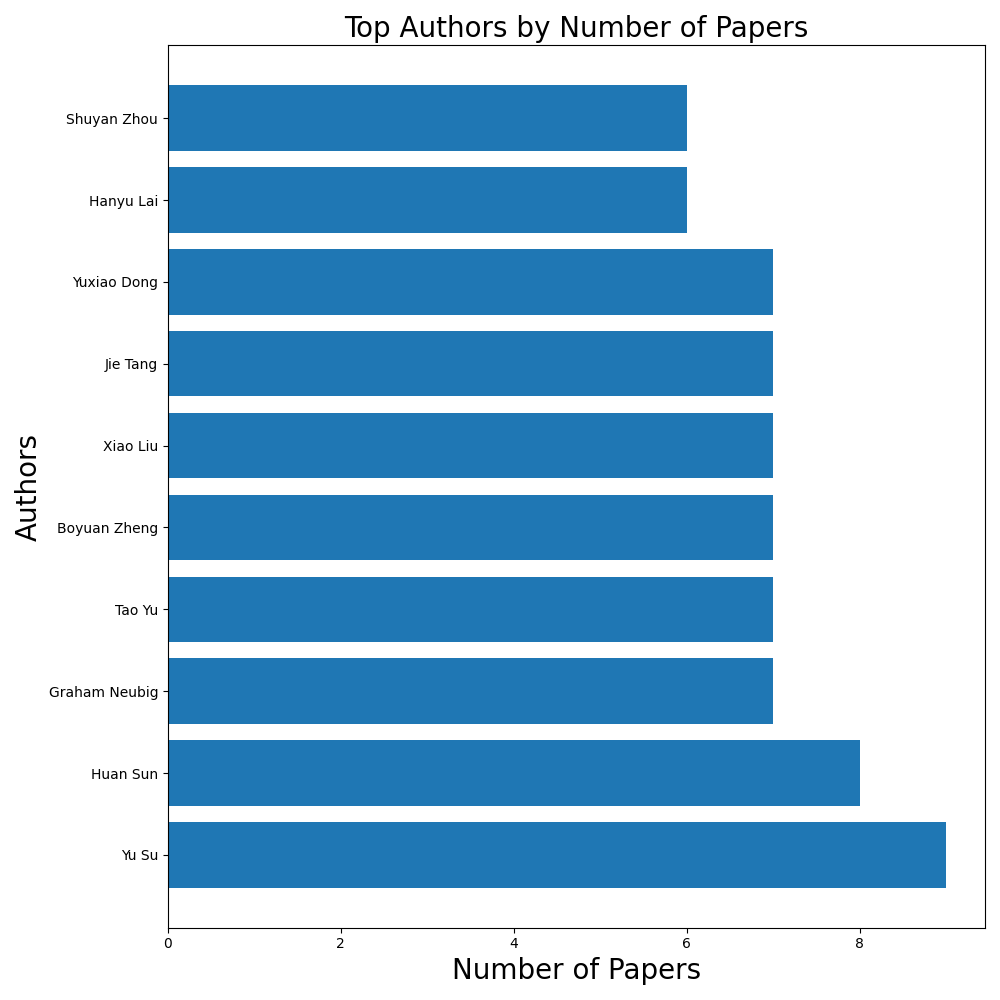 Top Authors by Number of Papers
Shuyan Zhou
Hanyu Lai
Yuxiao Dong
Jie Tang
Xiao Liu
Boyuan Zheng
Tao Yu
Graham Neubig
Huan Sun
Yu Su
Authors
0 2 4 6 8
Number of Papers